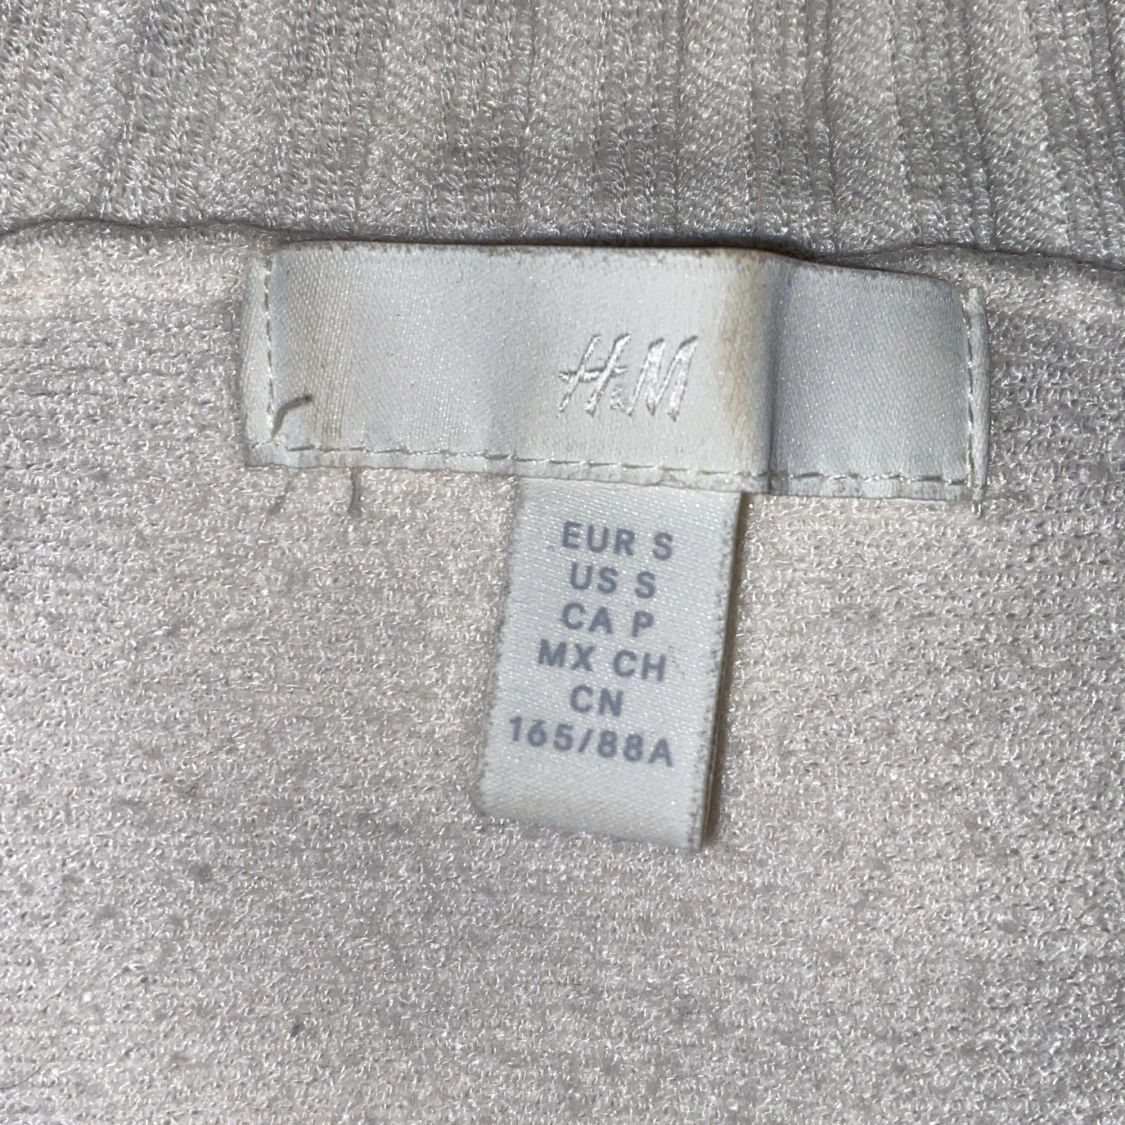 H&M
EUR S
US S
CA P
MX CH
CN
165/88A